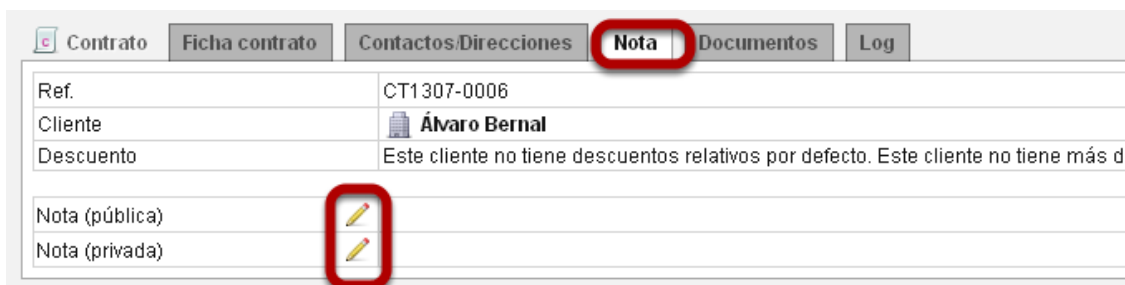 Contrato Ficha contrato Contactos/Direcciones Nota Documentos Log
Ref. CT1307-0006
Cliente Álvaro Bernal
Descuento Este cliente no tiene descuentos relativos por defecto. Este cliente no tiene más d
Nota (pública)
Nota (privada)